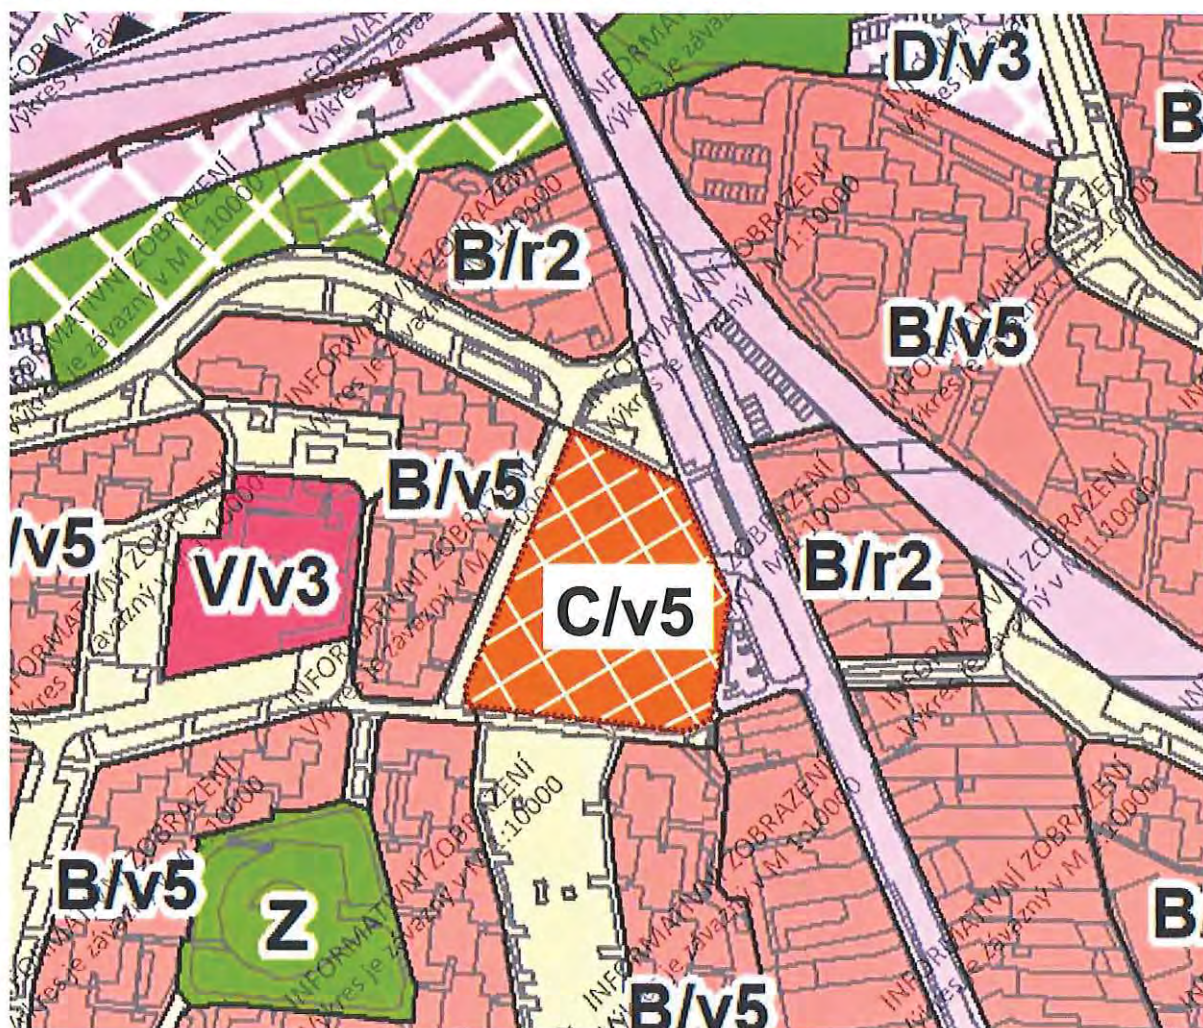 D/v3
B
B/r2
B/v5
B/v5
/v5
V/v3
C/v5
B/r2
B/v5
Z
B/v5
B
INFORMATIVNÍ ZOBRAZENÍ
Výkres je závazný v M 1:10000